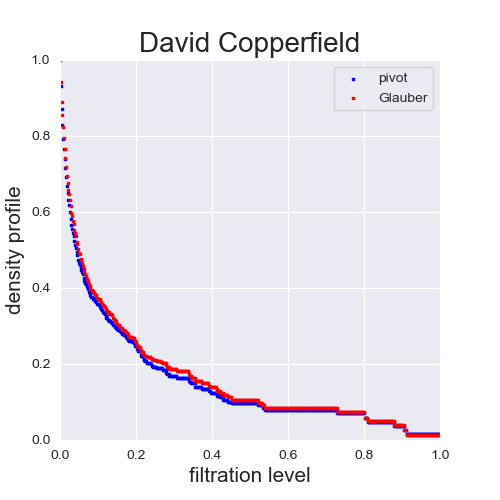 David Copperfield
pivot
Glauber
density profile
1.0
0.8
0.6
0.4
0.2
0.0
0.0 0.2 0.4 0.6 0.8 1.0
filtration level